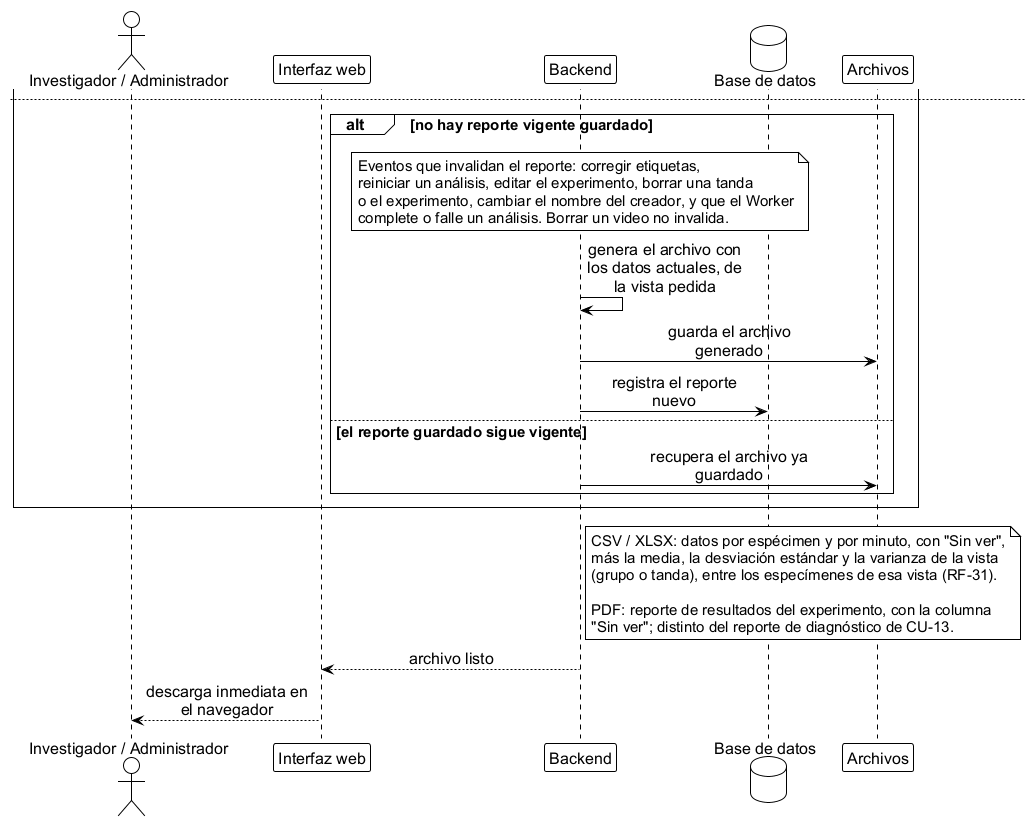 Investigador / Administrador
Interfaz web
Backend
Base de datos
Archivos
alt
[no hay reporte vigente guardado]
Eventos que invalidan el reporte: corregir etiquetas,
reiniciar un análisis, editar el experimento, borrar una tanda
o el experimento, cambiar el nombre del creador, y que el Worker
complete o falle un análisis. Borrar un video no invalida.
genera el archivo con
los datos actuales, de
la vista pedida
guarda el archivo
generado
registra el reporte
nuevo
[el reporte guardado sigue vigente]
recupera el archivo ya
guardado
CSV / XLSX: datos por espécimen y por minuto, con "Sin ver",
más la media, la desviación estándar y la varianza de la vista
(grupo o tanda), entre los especímenes de esa vista (RF-31).
PDF: reporte de resultados del experimento, con la columna
"Sin ver"; distinto del reporte de diagnóstico de CU-13.
archivo listo
descarga inmediata en
el navegador
Investigador / Administrador
Interfaz web
Backend
Base de datos
Archivos